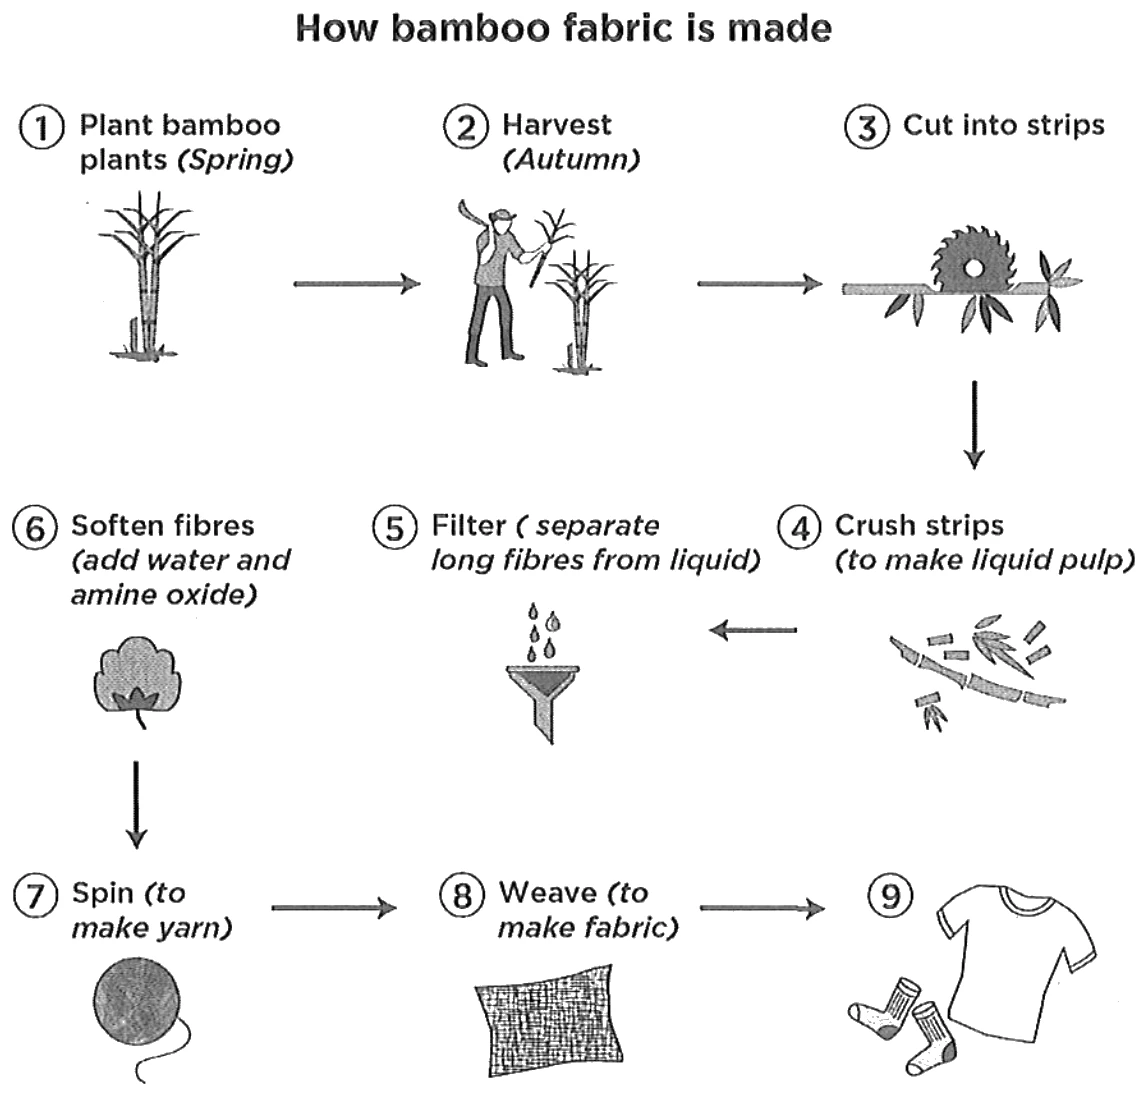 How bamboo fabric is made
1 Plant bamboo
plants (Spring)
2 Harvest
(Autumn)
3 Cut into strips
4 Crush strips
(to make liquid pulp)
5 Filter ( separate
long fibres from liquid)
6 Soften fibres
(add water and
amine oxide)
7 Spin (to
make yarn)
8 Weave (to
make fabric)
9